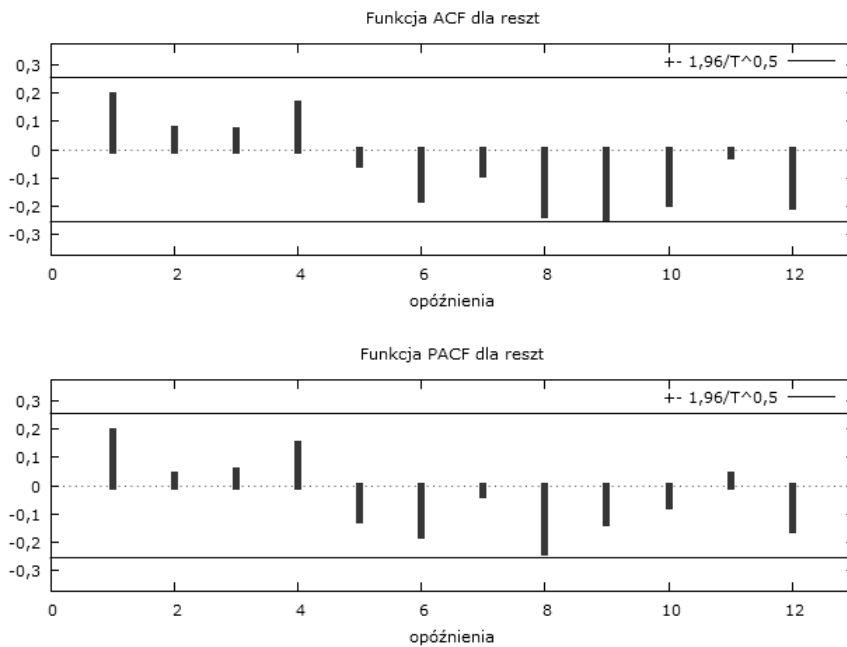 Funkcja ACF dla reszt
+- 1,96/T^0,5
0,3
0,2
0,1
0
-0,1
-0,2
-0,3
0 2 4 6 8 10 12
opóźnienia
Funkcja PACF dla reszt
+- 1,96/T^0,5
0,3
0,2
0,1
0
-0,1
-0,2
-0,3
0 2 4 6 8 10 12
opóźnienia